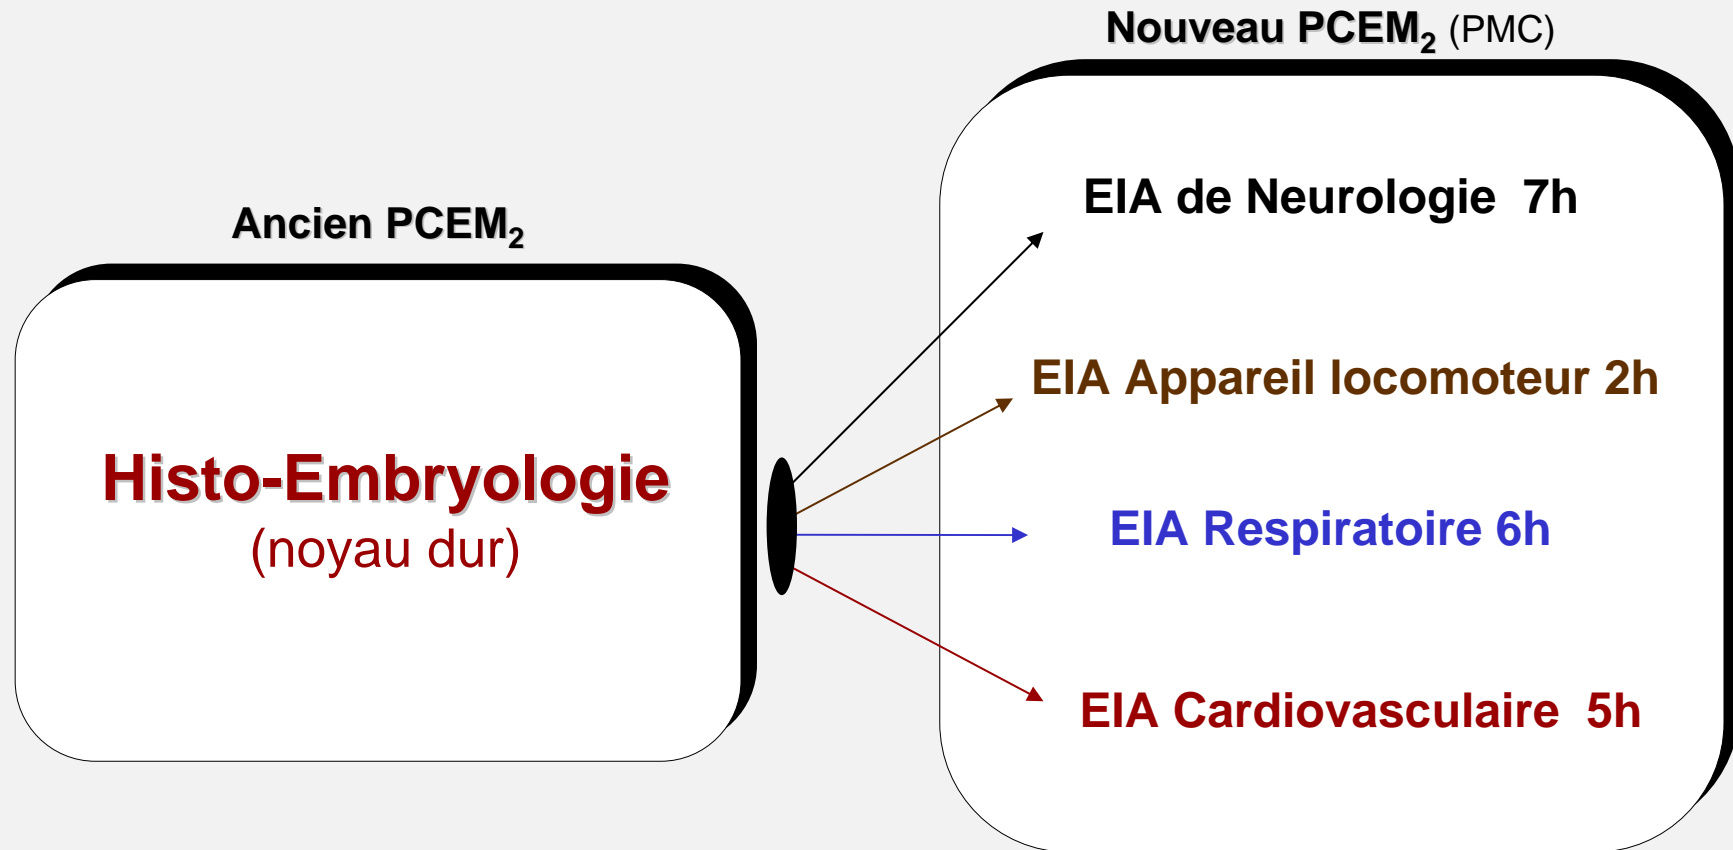 Ancien PCEM₂
Histo-Embryologie
(noyau dur)
Nouveau PCEM₂ (PMC)
EIA de Neurologie 7h
EIA Appareil locomoteur 2h
EIA Respiratoire 6h
EIA Cardiovasculaire 5h